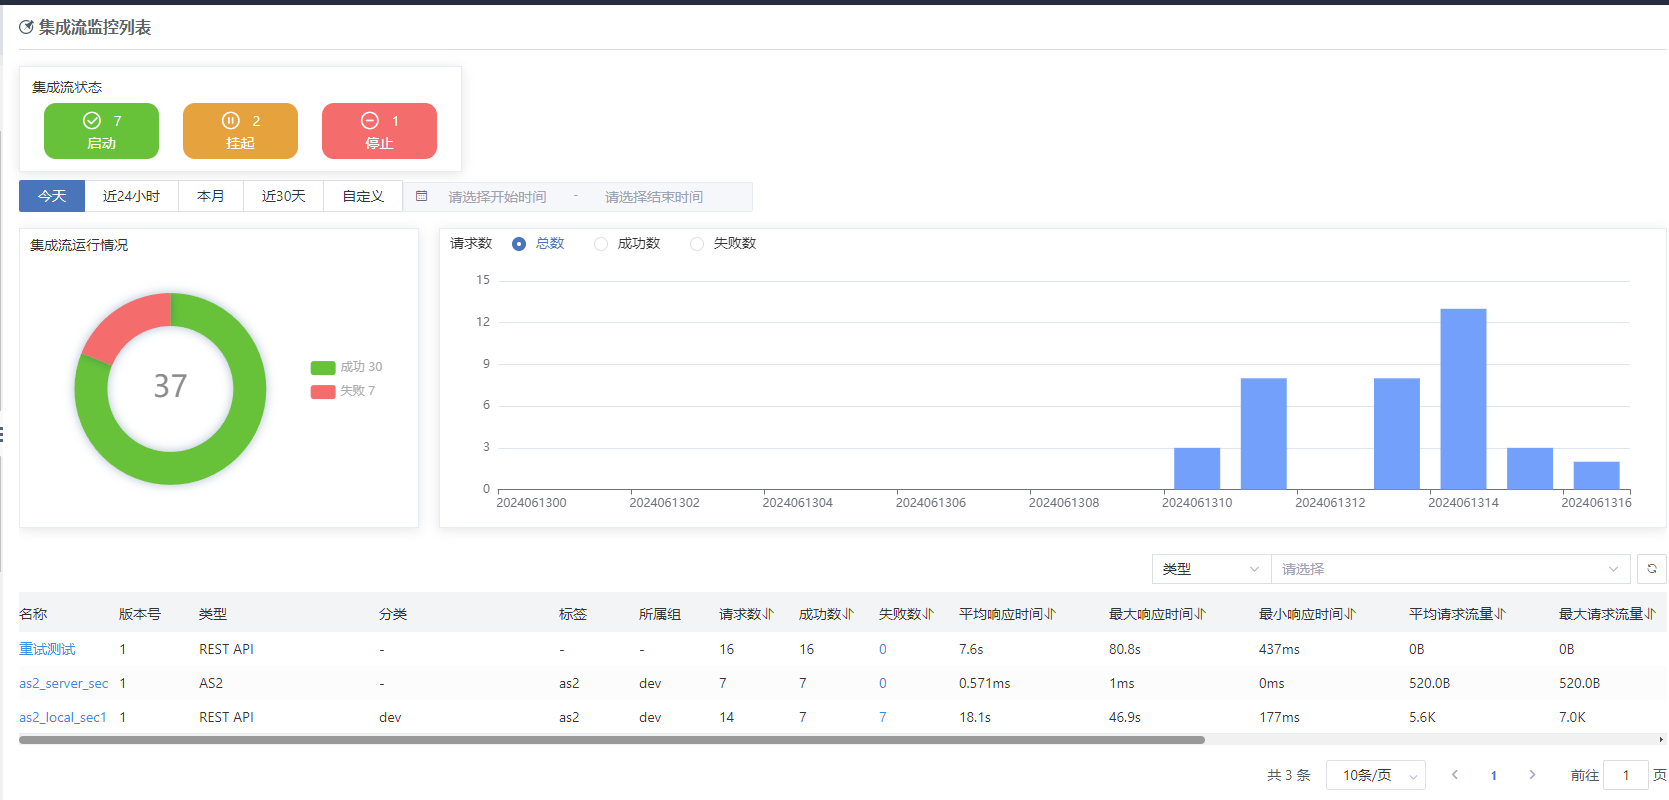 集成流监控列表
集成流状态
7
启动
2
挂起
1
停止
今天 近24小时 本月 近30天 自定义 请选择开始时间 - 请选择结束时间
集成流运行情况
37
成功 30
失败 7
请求数 总数 成功数 失败数
15
12
9
6
3
0
2024061300 2024061302 2024061304 2024061306 2024061308 2024061310 2024061312 2024061314 2024061316
类型 请选择
名称 版本号 类型 分类 标签 所属组 请求数 成功数 失败数 平均响应时间 最大响应时间 最小响应时间 平均请求流量 最大请求流量
重试测试 1 REST API - - - 16 16 0 7.6s 80.8s 437ms 0B 0B
as2_server_sec 1 AS2 - as2 dev 7 7 0 0.571ms 1ms 0ms 520.0B 520.0B
as2_local_sec1 1 REST API dev as2 dev 14 7 7 18.1s 46.9s 177ms 5.6K 7.0K
共 3 条 10条/页 1 前往 1 页